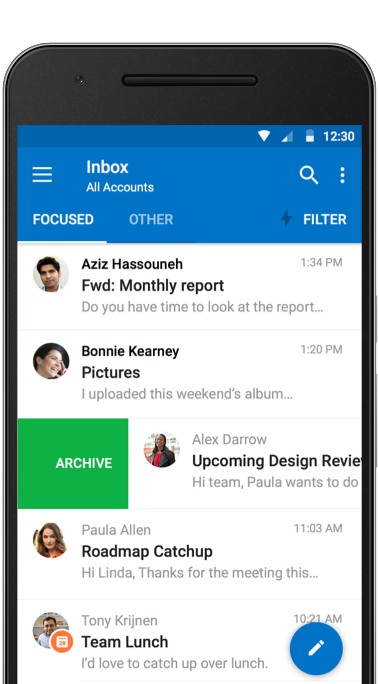 12:30
Inbox
All Accounts
FOCUSED OTHER FILTER
Aziz Hassouneh 1:34 PM
Fwd: Monthly report
Do you have time to look at the report...
Bonnie Kearney 1:20 PM
Pictures
I uploaded this weekend's album...
Alex Darrow
ARCHIVE Upcoming Design Revie
Hi team, Paula wants to do
Paula Allen 11:03 AM
Roadmap Catchup
Hi Linda, Thanks for the meeting this...
Tony Krijnen 10:21 AM
Team Lunch
I'd love to catch up over lunch.